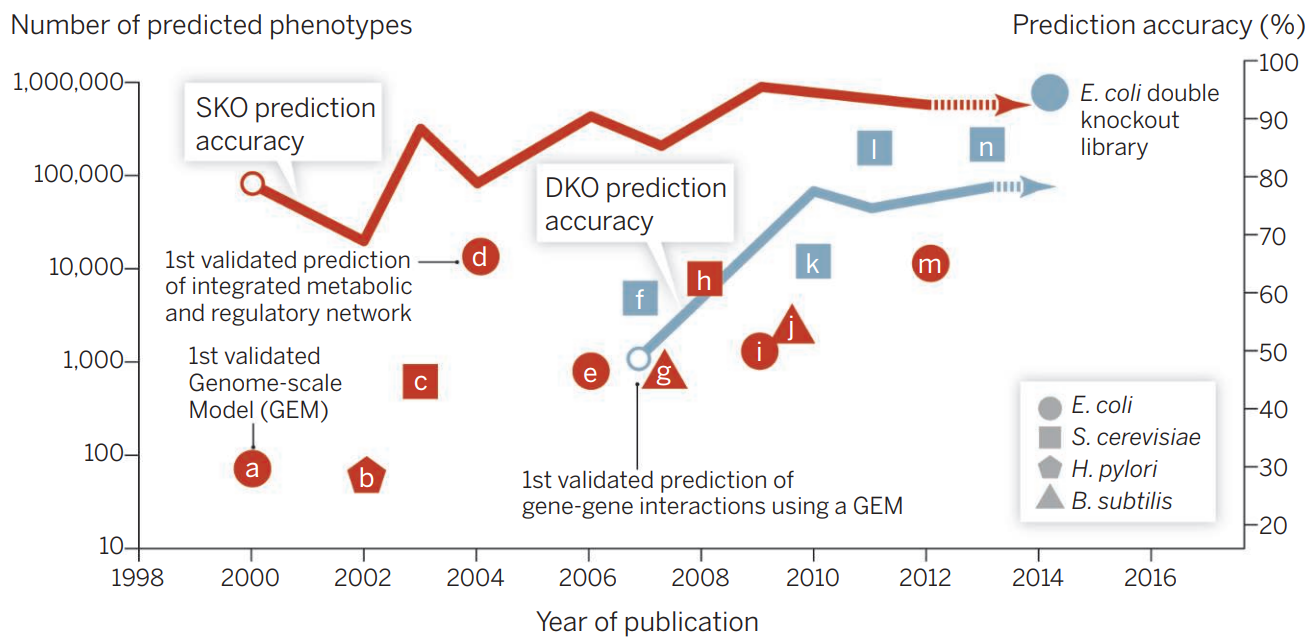 Number of predicted phenotypes
Prediction accuracy (%)
1,000,000
100,000
10,000
1,000
100
10
100
90
80
70
60
50
40
30
20
SKO prediction
accuracy
DKO prediction
accuracy
E. coli double
knockout
library
1st validated prediction
of integrated metabolic
and regulatory network
1st validated
Genome-scale
Model (GEM)
1st validated prediction of
gene-gene interactions using a GEM
a
b
c
d
e
f
g
h
i
j
k
l
m
n
E. coli
S. cerevisiae
H. pylori
B. subtilis
1998 2000 2002 2004 2006 2008 2010 2012 2014 2016
Year of publication